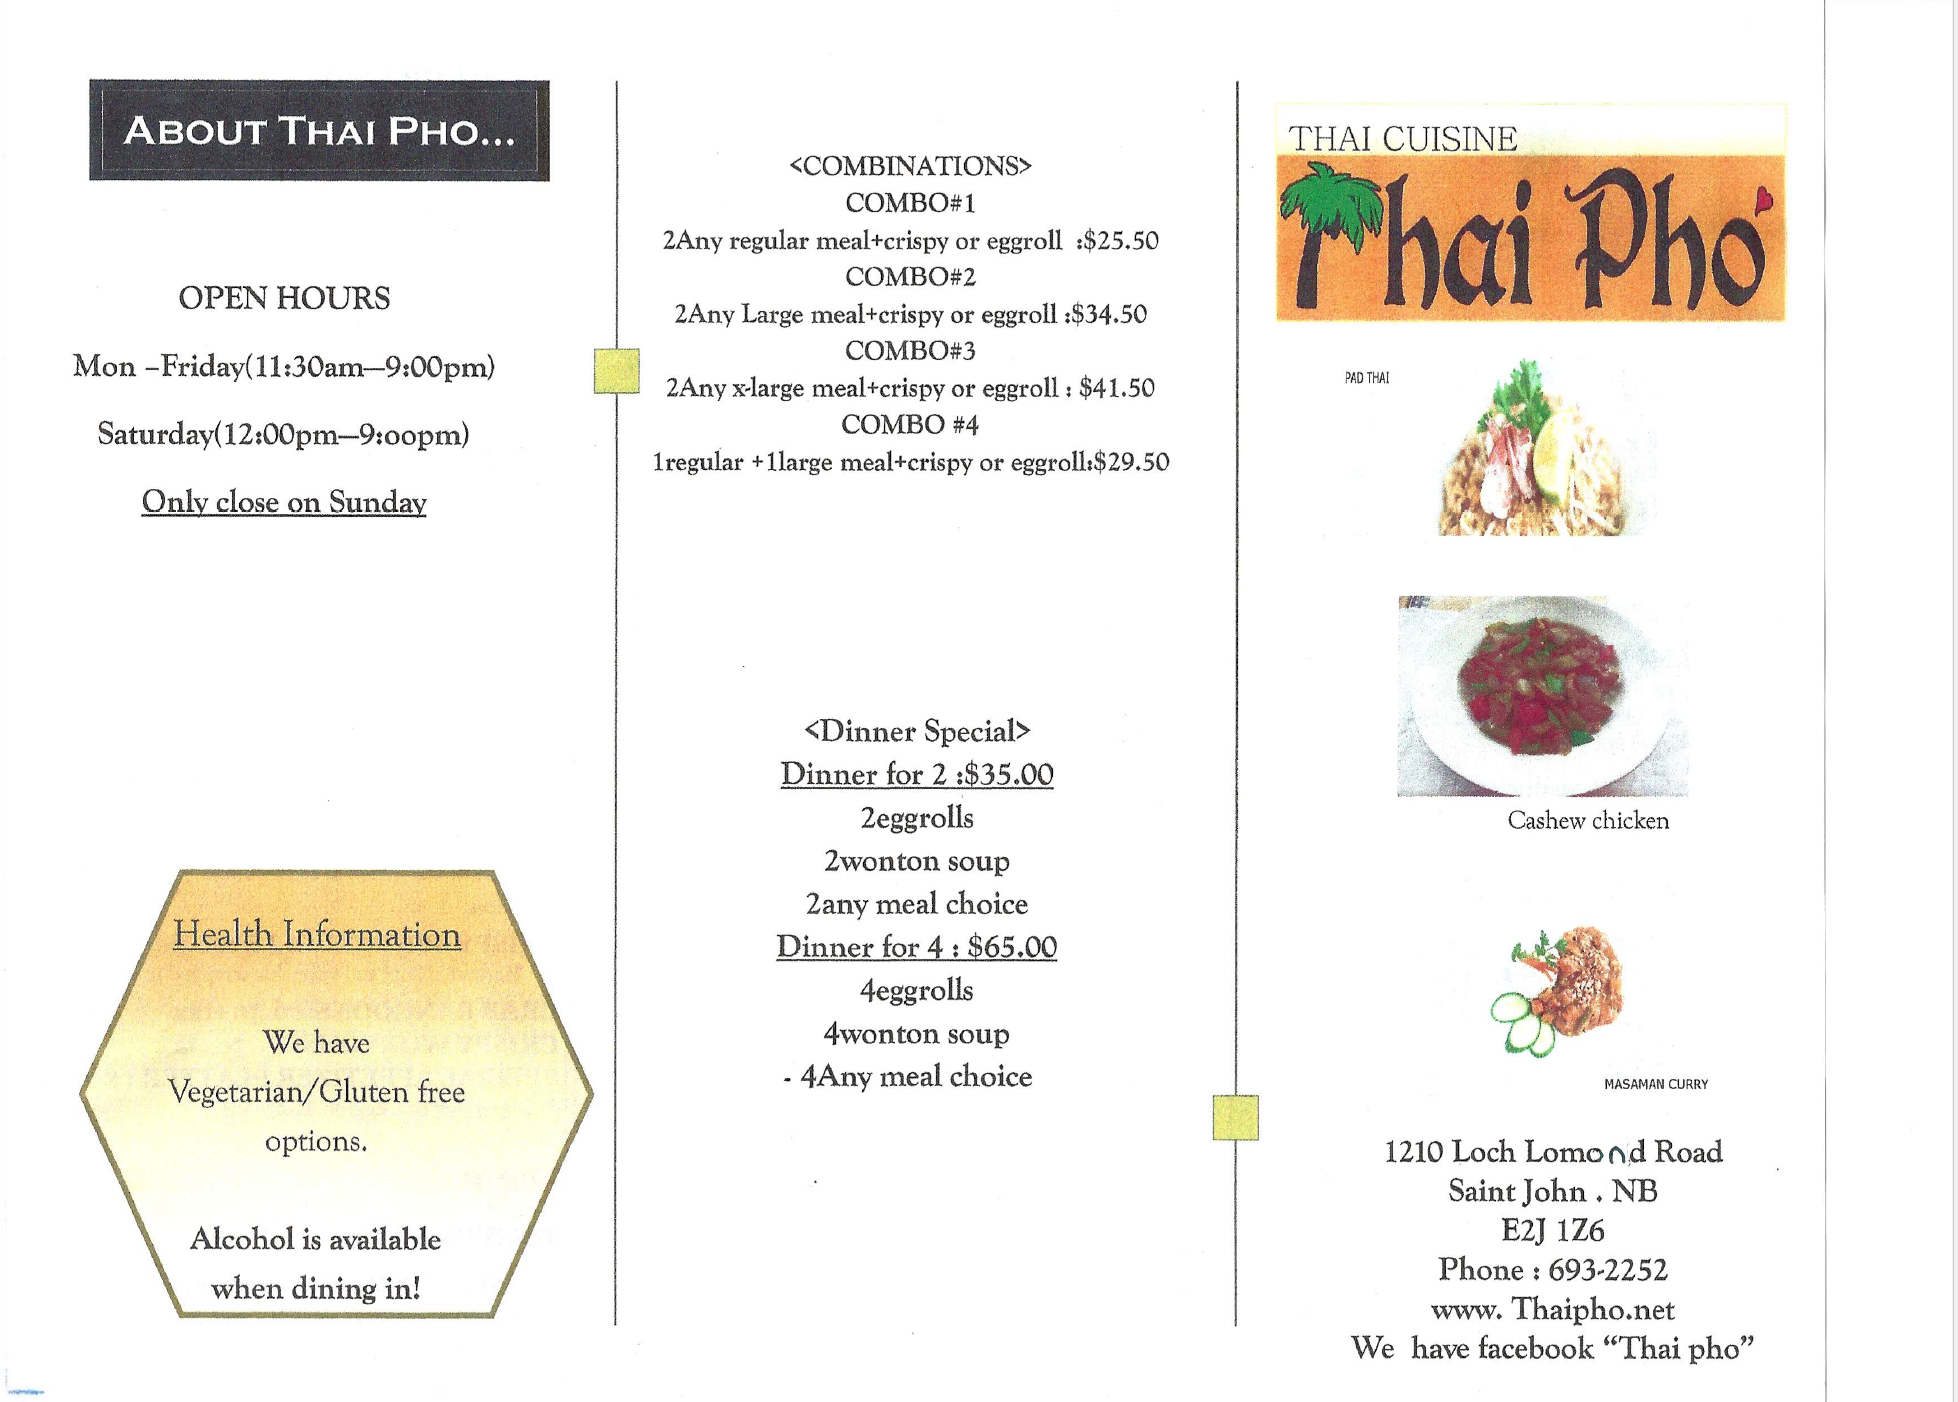 ABOUT THAI PHO...
OPEN HOURS
Mon –Friday(11:30am—9:00pm)
Saturday(12:00pm—9:oopm)
Only close on Sunday
Health Information
We have
Vegetarian/Gluten free
options.
Alcohol is available
when dining in!
<COMBINATIONS>
COMBO#1
2Any regular meal+crispy or eggroll :$25.50
COMBO#2
2Any Large meal+crispy or eggroll :$34.50
COMBO#3
2Any x-large meal+crispy or eggroll : $41.50
COMBO #4
1regular +1large meal+crispy or eggroll:$29.50
<Dinner Special>
Dinner for 2 :$35.00
2eggrolls
2wonton soup
2any meal choice
Dinner for 4 : $65.00
4eggrolls
4wonton soup
- 4Any meal choice
THAI CUISINE
Thai Pho
PAD THAI
Cashew chicken
MASAMAN CURRY
1210 Loch Lomond Road
Saint John . NB
E2J 1Z6
Phone : 693-2252
www. Thaipho.net
We have facebook “Thai pho”